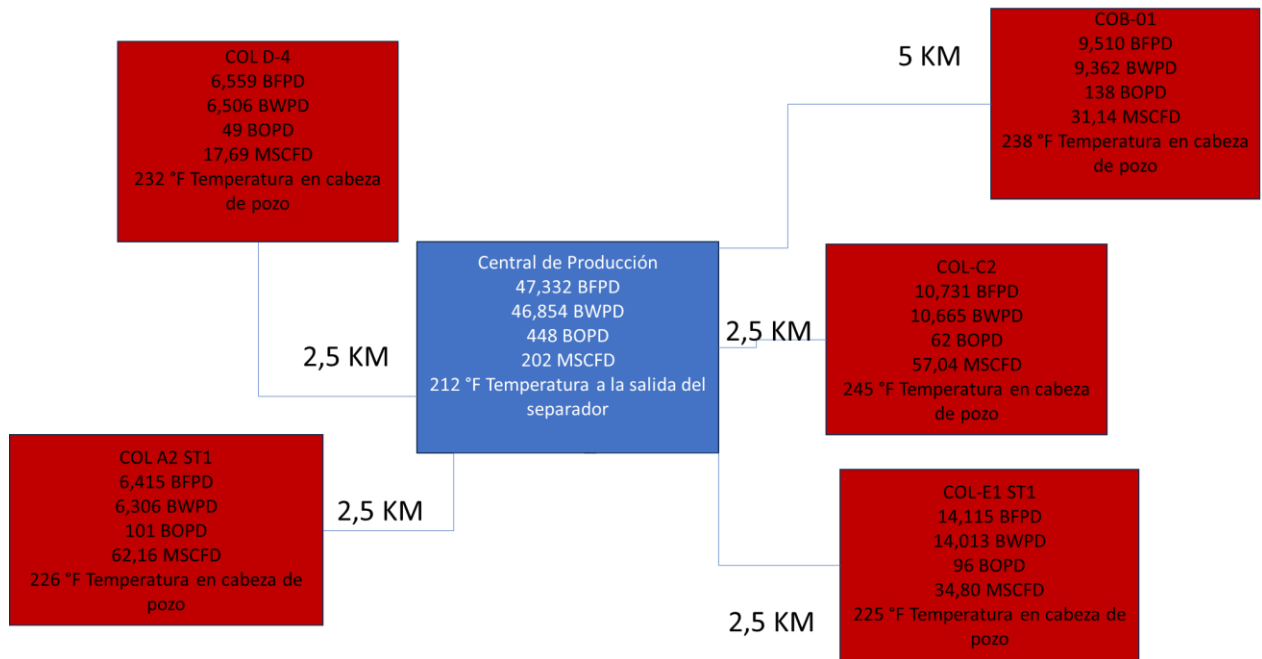 COL D-4
6,559 BFPD
6,506 BWPD
49 BOPD
17,69 MSCFD
232 °F Temperatura en cabeza
de pozo
5 KM
COB-01
9,510 BFPD
9,362 BWPD
138 BOPD
31,14 MSCFD
238 °F Temperatura en cabeza
de pozo
2,5 KM
Central de Producción
47,332 BFPD
46,854 BWPD
448 BOPD
202 MSCFD
212 °F Temperatura a la salida del
separador
2,5 KM
COL-C2
10,731 BFPD
10,665 BWPD
62 BOPD
57,04 MSCFD
245 °F Temperatura en cabeza
de pozo
COL A2 ST1
6,415 BFPD
6,306 BWPD
101 BOPD
62,16 MSCFD
226 °F Temperatura en cabeza de
pozo
2,5 KM
2,5 KM
COL-E1 ST1
14,115 BFPD
14,013 BWPD
96 BOPD
34,80 MSCFD
225 °F Temperatura en cabeza de
pozo